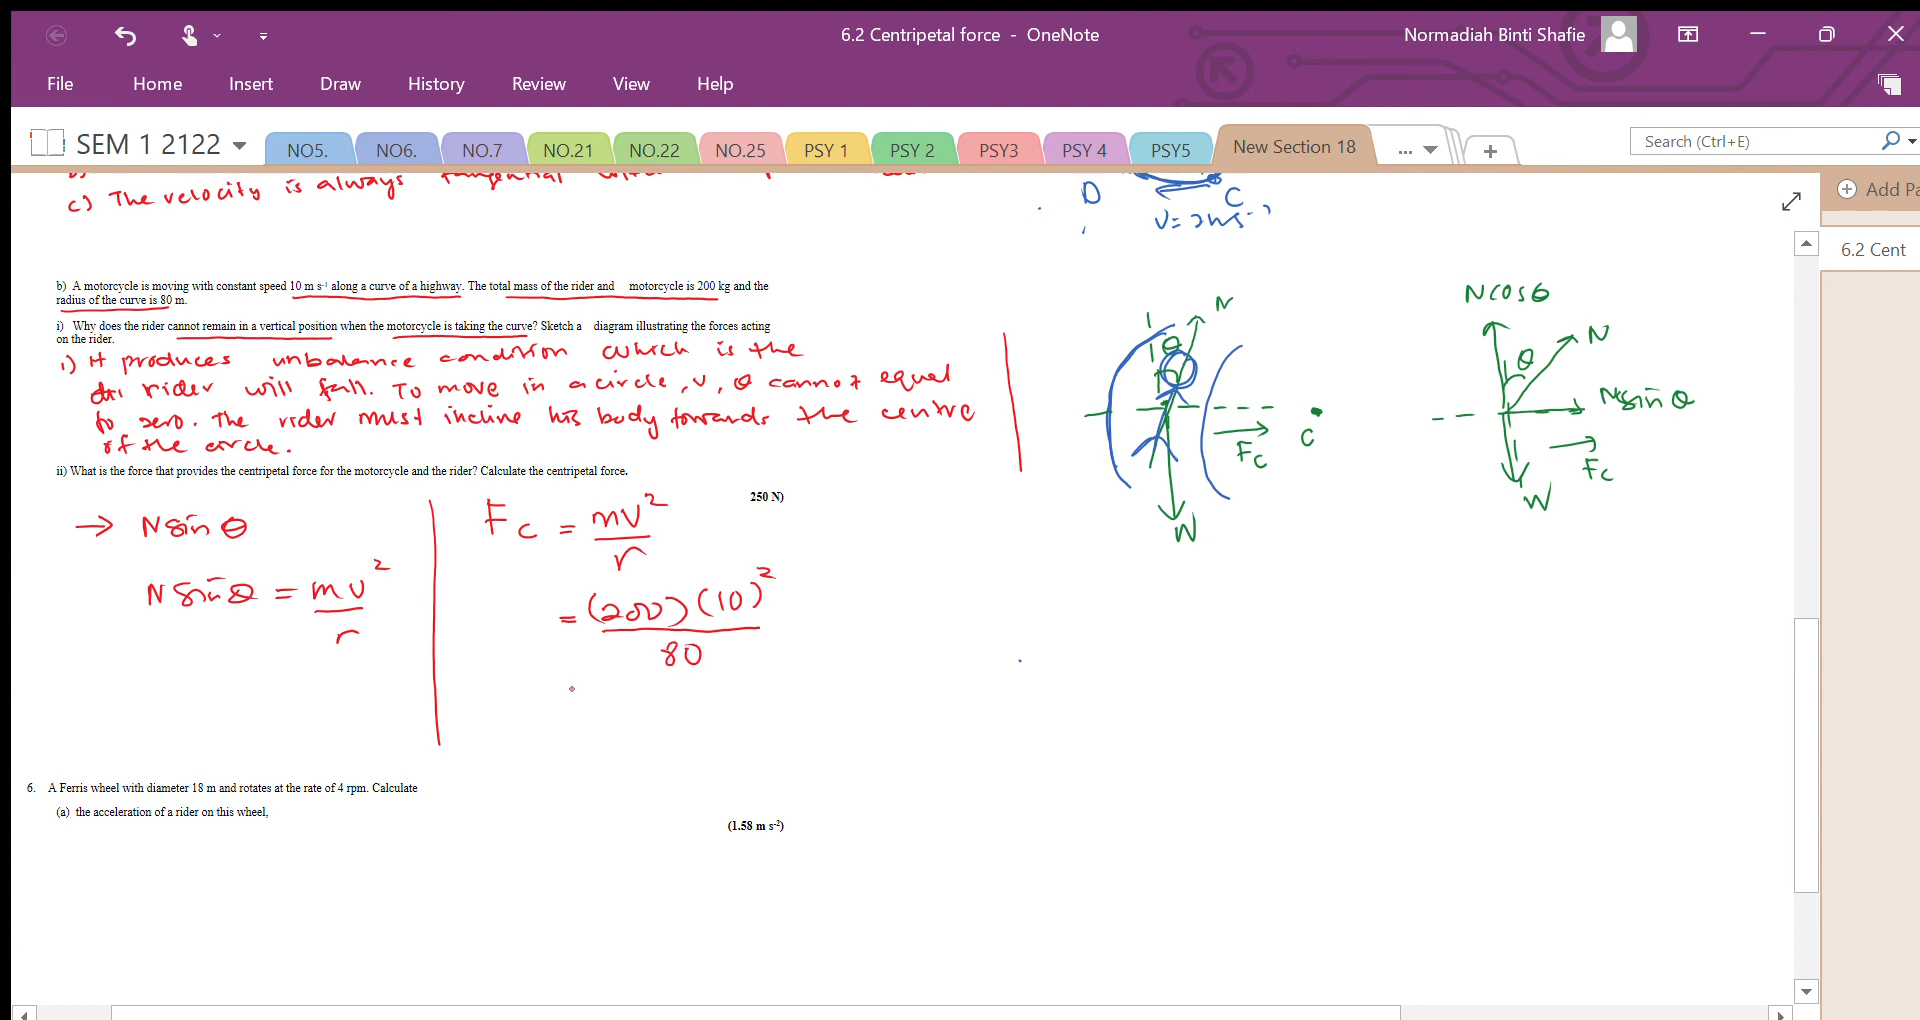 6.2 Centripetal force - OneNote
Normadiah Binti Shafie
File Home Insert Draw History Review View Help
SEM 1 2122
NO5. NO6. NO.7 NO.21 NO.22 NO.25 PSY 1 PSY 2 PSY3 PSY 4 PSY5 New Section 18 ... +
Search (Ctrl+E)
Add Pa
6.2 Cent
c) The velocity is always tangential
D C
V=
b) A motorcycle is moving with constant speed 10 m s⁻¹ along a curve of a highway. The total mass of the rider and motorcycle is 200 kg and the
radius of the curve is 80 m.
i) Why does the rider cannot remain in a vertical position when the motorcycle is taking the curve? Sketch a diagram illustrating the forces acting
on the rider.
i) It produces unbalance condition which is the
rider will fall. To move in a circle, v, θ cannot equal
to zero. The rider must incline his body towards the centre
of the circle.
N
θ
C
Fc
W
N cos θ
N
θ
N sin θ
Fc
W
ii) What is the force that provides the centripetal force for the motorcycle and the rider? Calculate the centripetal force.
250 N)
→ N sin θ
N sin θ = mv²/r
Fc = mv²/r
= (200)(10)²/80
6. A Ferris wheel with diameter 18 m and rotates at the rate of 4 rpm. Calculate
(a) the acceleration of a rider on this wheel,
(1.58 m s⁻²)